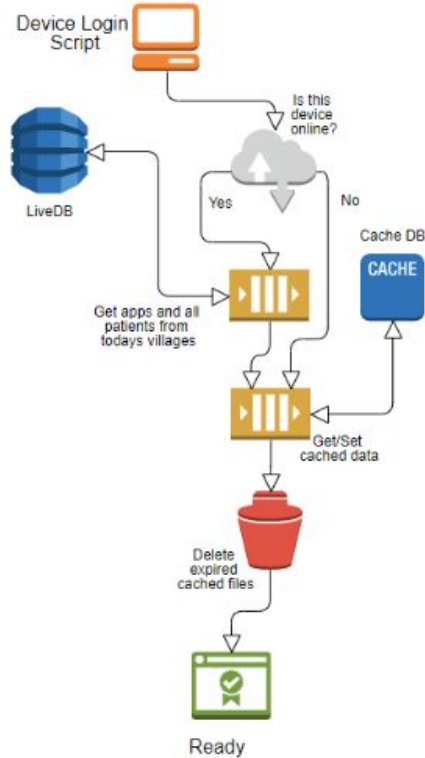 Device Login
Script
Is this
device
online?
Yes
No
LiveDB
Cache DB
CACHE
Get apps and all
patients from
todays villages
Get/Set
cached data
Delete
expired
cached files
Ready